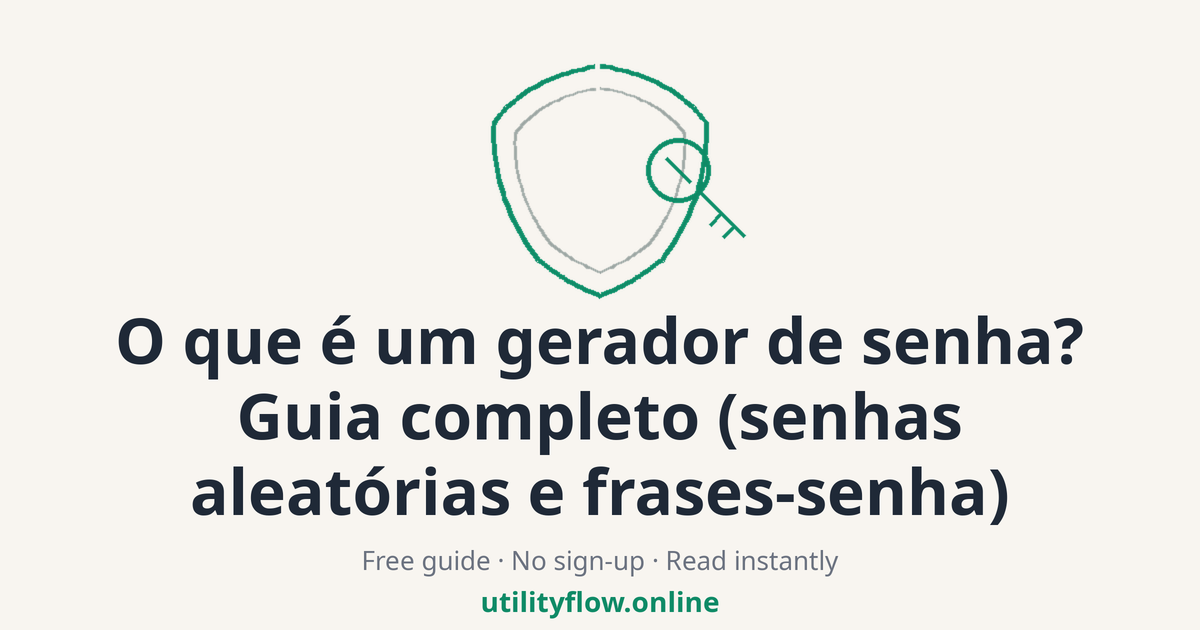 O que é um gerador de senha?
Guia completo (senhas
aleatórias e frases-senha)
Free guide · No sign-up · Read instantly
utilityflow.online